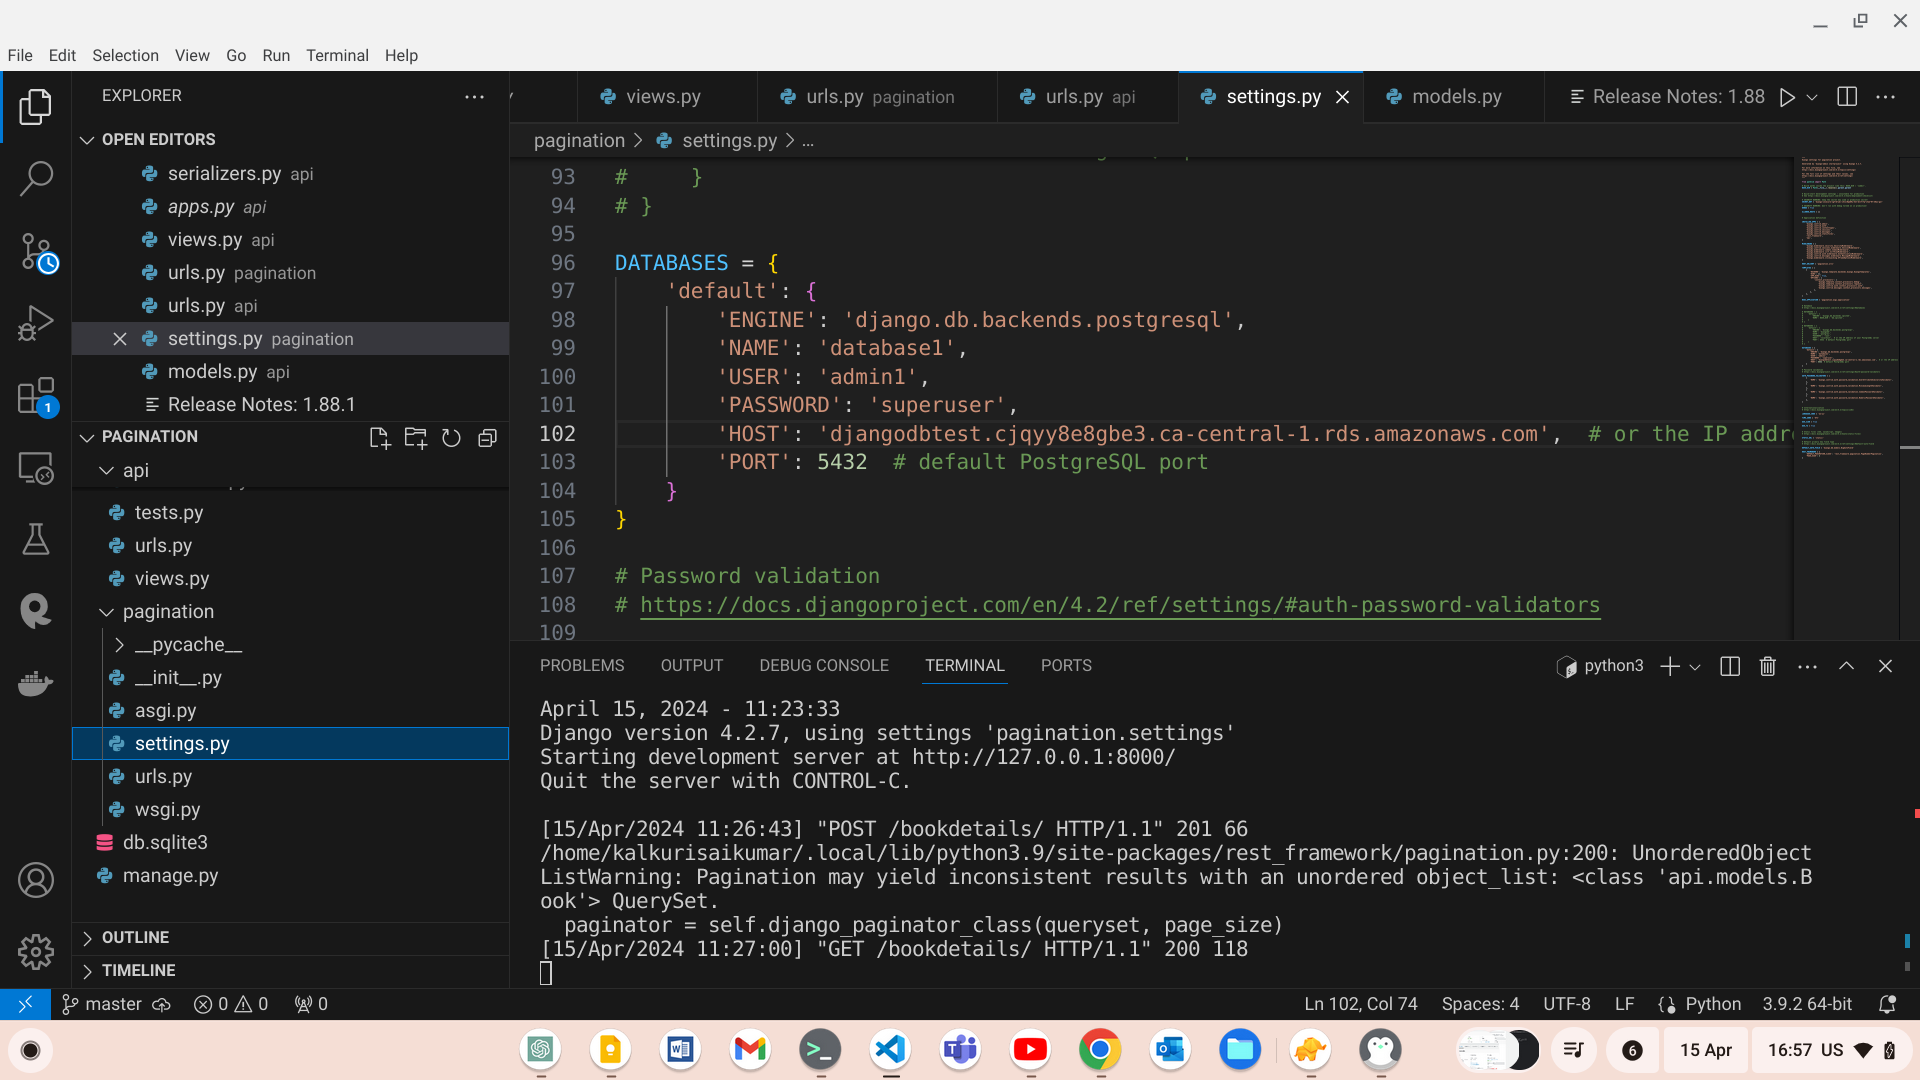 File Edit Selection View Go Run Terminal Help
EXPLORER
OPEN EDITORS
serializers.py api
apps.py api
views.py api
urls.py pagination
urls.py api
settings.py pagination
models.py api
Release Notes: 1.88.1
PAGINATION
api
tests.py
urls.py
views.py
pagination
__pycache__
__init__.py
asgi.py
settings.py
urls.py
wsgi.py
db.sqlite3
manage.py
OUTLINE
TIMELINE
1
views.py urls.py pagination urls.py api settings.py models.py Release Notes: 1.88
pagination > settings.py > ...
93 #     }
94 # }
95
96 DATABASES = {
97     'default': {
98         'ENGINE': 'django.db.backends.postgresql',
99         'NAME': 'database1',
100         'USER': 'admin1',
101         'PASSWORD': 'superuser',
102         'HOST': 'djangodbtest.cjqyy8e8gbe3.ca-central-1.rds.amazonaws.com',  # or the IP addr
103         'PORT': 5432  # default PostgreSQL port
104     }
105 }
106
107 # Password validation
108 # https://docs.djangoproject.com/en/4.2/ref/settings/#auth-password-validators
109
PROBLEMS OUTPUT DEBUG CONSOLE TERMINAL PORTS python3
April 15, 2024 - 11:23:33
Django version 4.2.7, using settings 'pagination.settings'
Starting development server at http://127.0.0.1:8000/
Quit the server with CONTROL-C.
[15/Apr/2024 11:26:43] "POST /bookdetails/ HTTP/1.1" 201 66
/home/kalkurisaikumar/.local/lib/python3.9/site-packages/rest_framework/pagination.py:200: UnorderedObject
ListWarning: Pagination may yield inconsistent results with an unordered object_list: <class 'api.models.B
ook'> QuerySet.
  paginator = self.django_paginator_class(queryset, page_size)
[15/Apr/2024 11:27:00] "GET /bookdetails/ HTTP/1.1" 200 118
master 0 0 0 Ln 102, Col 74 Spaces: 4 UTF-8 LF Python 3.9.2 64-bit
6 15 Apr 16:57 US